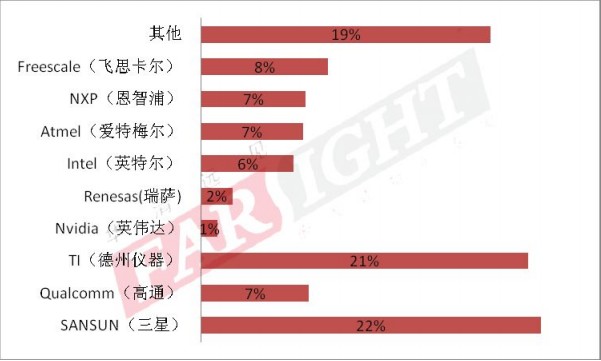 其他 19%
Freescale（飞思卡尔） 8%
NXP（恩智浦） 7%
Atmel（爱特梅尔） 7%
Intel（英特尔） 6%
Renesas(瑞萨) 2%
Nvidia（英伟达） 1%
TI（德州仪器） 21%
Qualcomm（高通） 7%
SANSUN（三星） 22%
FARSIGHT